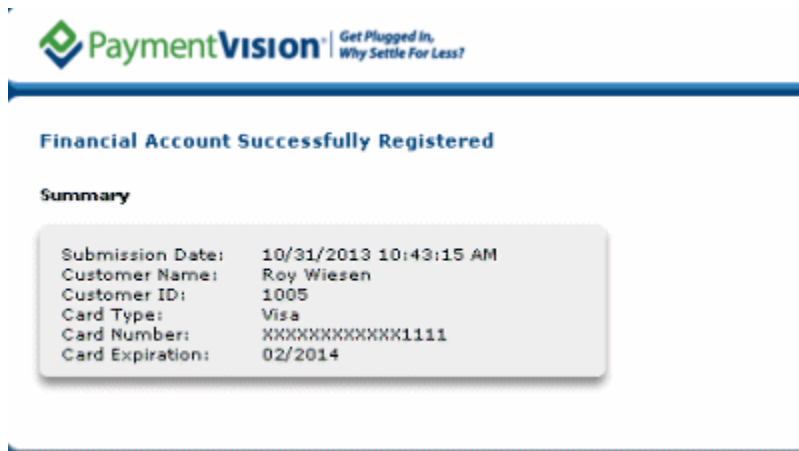 PaymentVision Get Plugged In,
Why Settle For Less?
Financial Account Successfully Registered
Summary
Submission Date: 10/31/2013 10:43:15 AM
Customer Name: Roy Wiesen
Customer ID: 1005
Card Type: Visa
Card Number: XXXXXXXXXXXX1111
Card Expiration: 02/2014